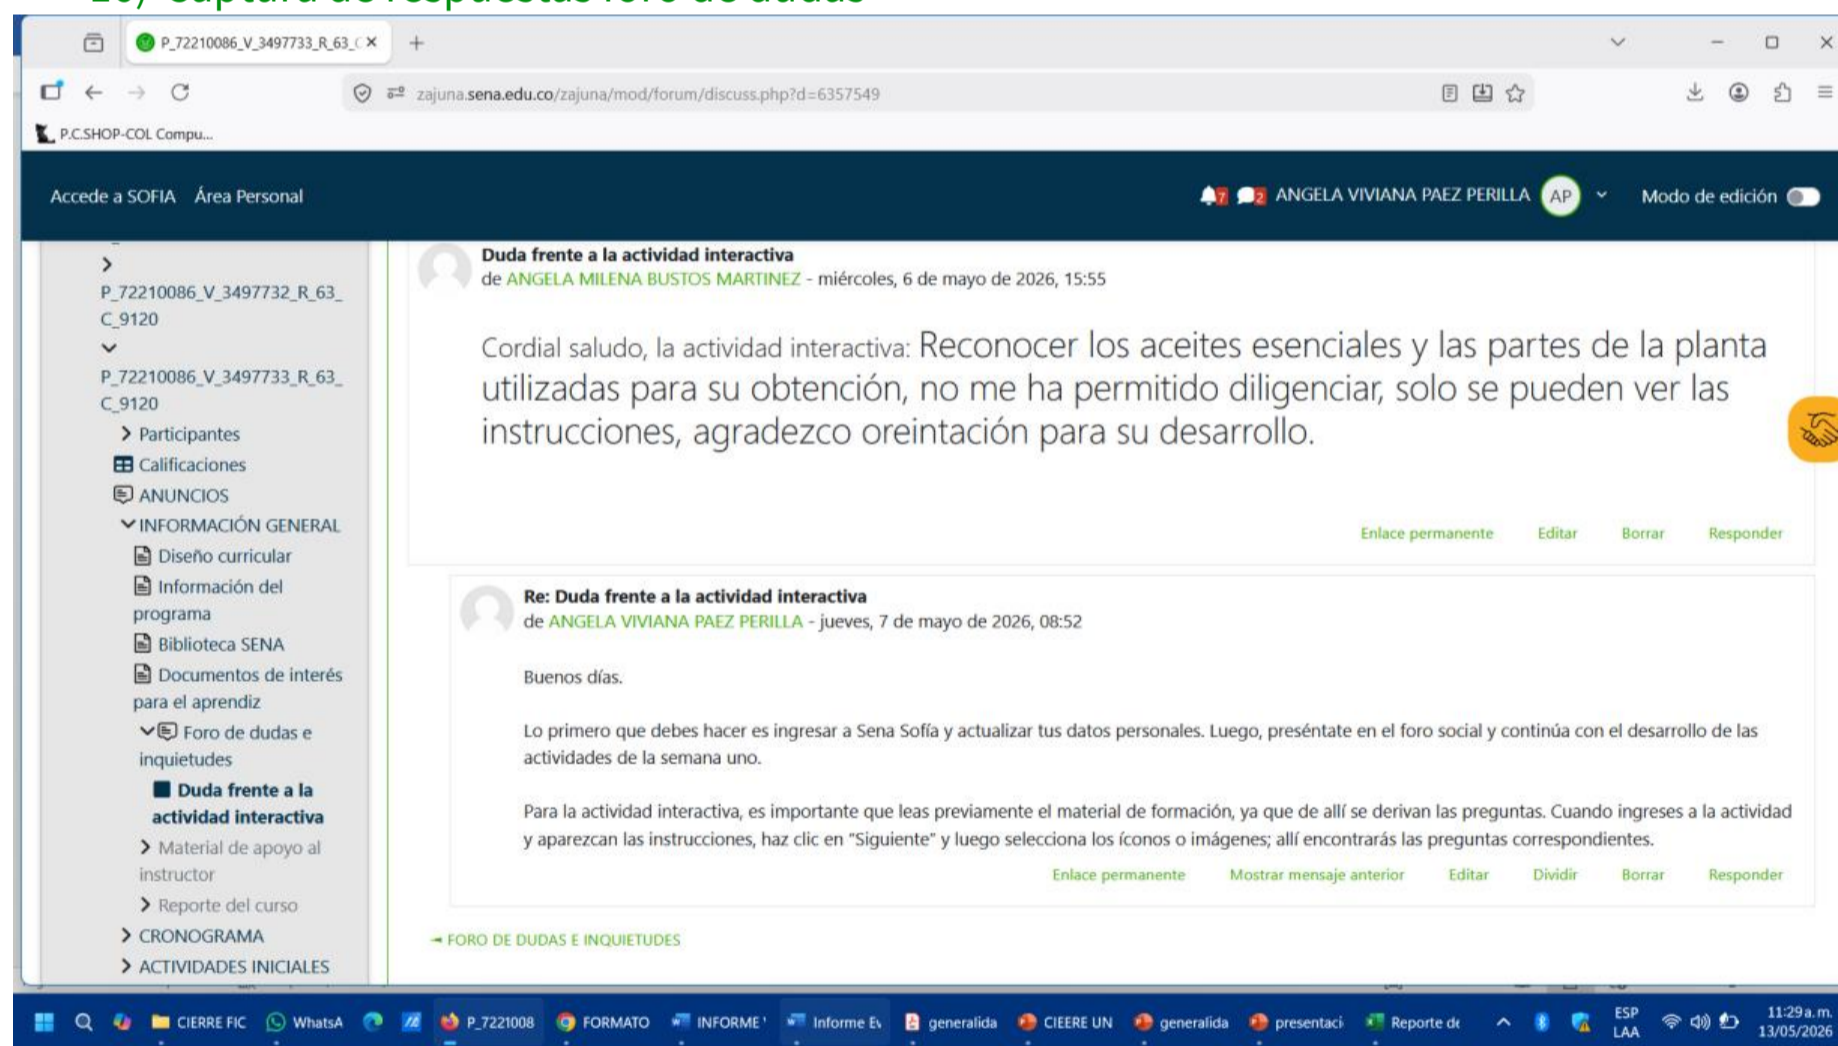 10) Captura de respuestas foro de dudas
P_72210086_V_3497733_R_63_C
zajuna.sena.edu.co/zajuna/mod/forum/discuss.php?d=6357549
P.C.SHOP-COL Compu...
Accede a SOFIA Área Personal
7 2 ANGELA VIVIANA PAEZ PERILLA AP Modo de edición
P_72210086_V_3497732_R_63_
C_9120
P_72210086_V_3497733_R_63_
C_9120
Participantes
Calificaciones
ANUNCIOS
INFORMACIÓN GENERAL
Diseño curricular
Información del
programa
Biblioteca SENA
Documentos de interés
para el aprendiz
Foro de dudas e
inquietudes
Duda frente a la
actividad interactiva
Material de apoyo al
instructor
Reporte del curso
CRONOGRAMA
ACTIVIDADES INICIALES
Duda frente a la actividad interactiva
de ANGELA MILENA BUSTOS MARTINEZ - miércoles, 6 de mayo de 2026, 15:55
Cordial saludo, la actividad interactiva: Reconocer los aceites esenciales y las partes de la planta
utilizadas para su obtención, no me ha permitido diligenciar, solo se pueden ver las
instrucciones, agradezco oreintación para su desarrollo.
Enlace permanente Editar Borrar Responder
Re: Duda frente a la actividad interactiva
de ANGELA VIVIANA PAEZ PERILLA - jueves, 7 de mayo de 2026, 08:52
Buenos días.
Lo primero que debes hacer es ingresar a Sena Sofía y actualizar tus datos personales. Luego, preséntate en el foro social y continúa con el desarrollo de las
actividades de la semana uno.
Para la actividad interactiva, es importante que leas previamente el material de formación, ya que de allí se derivan las preguntas. Cuando ingreses a la actividad
y aparezcan las instrucciones, haz clic en "Siguiente" y luego selecciona los íconos o imágenes; allí encontrarás las preguntas correspondientes.
Enlace permanente Mostrar mensaje anterior Editar Dividir Borrar Responder
FORO DE DUDAS E INQUIETUDES
CIERRE FIC WhatsA P_7221008 FORMATO INFORME Informe Ev generalida CIEERE UN generalida presentaci Reporte de ESP LAA 11:29 a.m. 13/05/2026